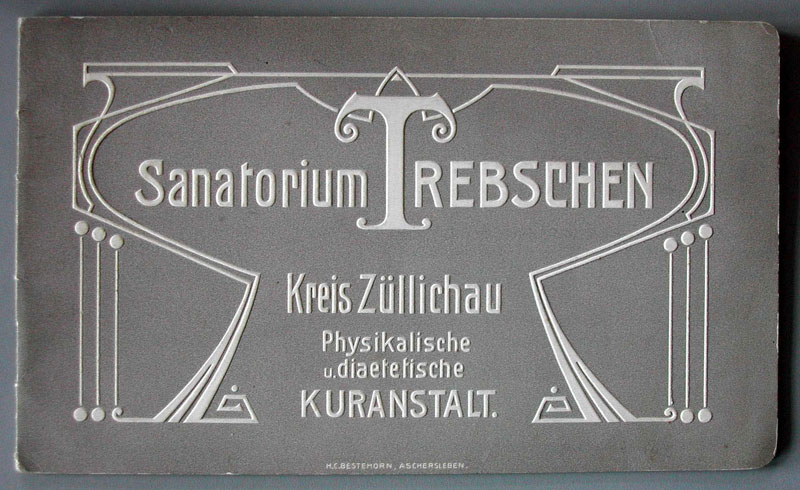 Sanatorium TREBSCHEN
Kreis Züllichau
Physikalische
u. diaetetische
KURANSTALT.
H.C. BESTEHORN, ASCHERSLEBEN.